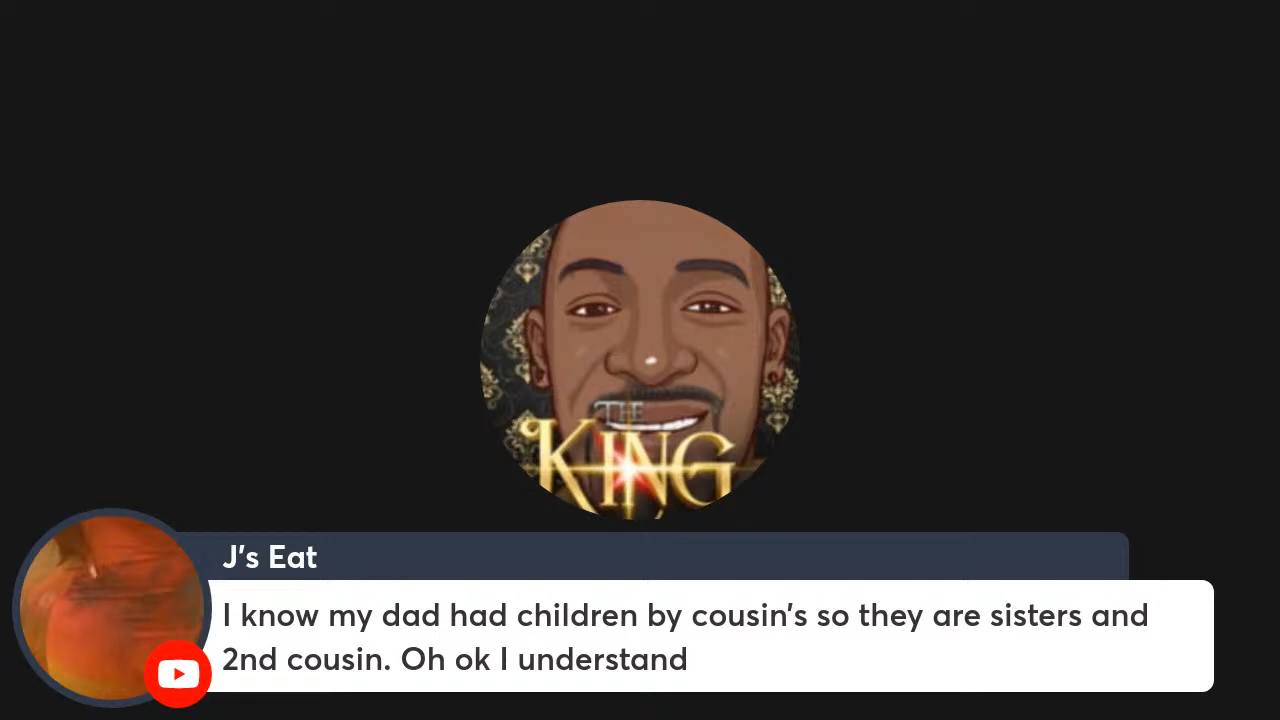 THE
KING
J's Eat
I know my dad had children by cousin's so they are sisters and
2nd cousin. Oh ok I understand